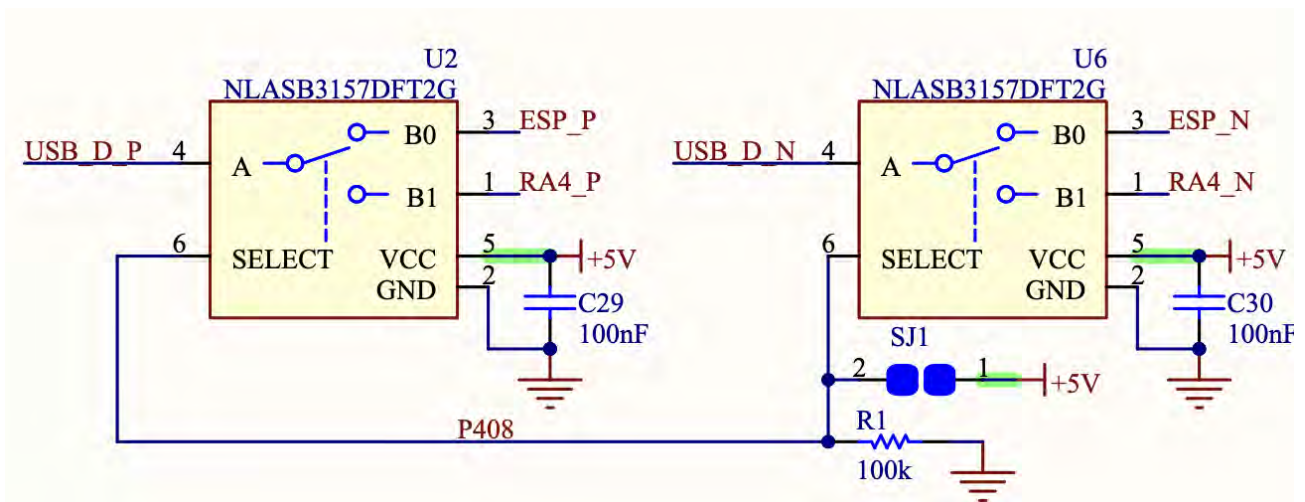 U2
NLASB3157DFT2G
USB_D_P
4
A
B0
3
ESP_P
B1
1
RA4_P
6
SELECT
VCC
5
+5V
GND
2
C29
100nF
U6
NLASB3157DFT2G
USB_D_N
4
A
B0
3
ESP_N
B1
1
RA4_N
6
SELECT
VCC
5
+5V
GND
2
C30
100nF
SJ1
2
1
+5V
P408
R1
100k